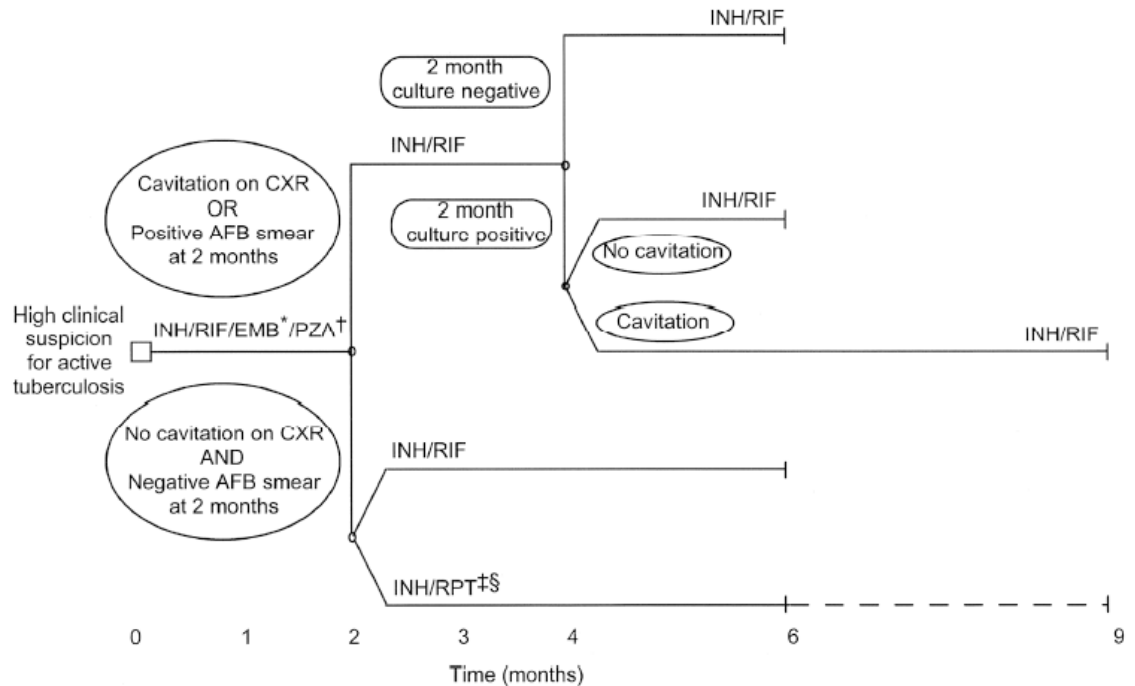 INH/RIF
2 month
culture negative
INH/RIF
Cavitation on CXR
OR
Positive AFB smear
at 2 months
2 month
culture positive
INH/RIF
No cavitation
Cavitation
INH/RIF
High clinical
suspicion
for active
tuberculosis
INH/RIF/EMB*/PZA†
No cavitation on CXR
AND
Negative AFB smear
at 2 months
INH/RIF
INH/RPT‡§
0 1 2 3 4 6 9
Time (months)